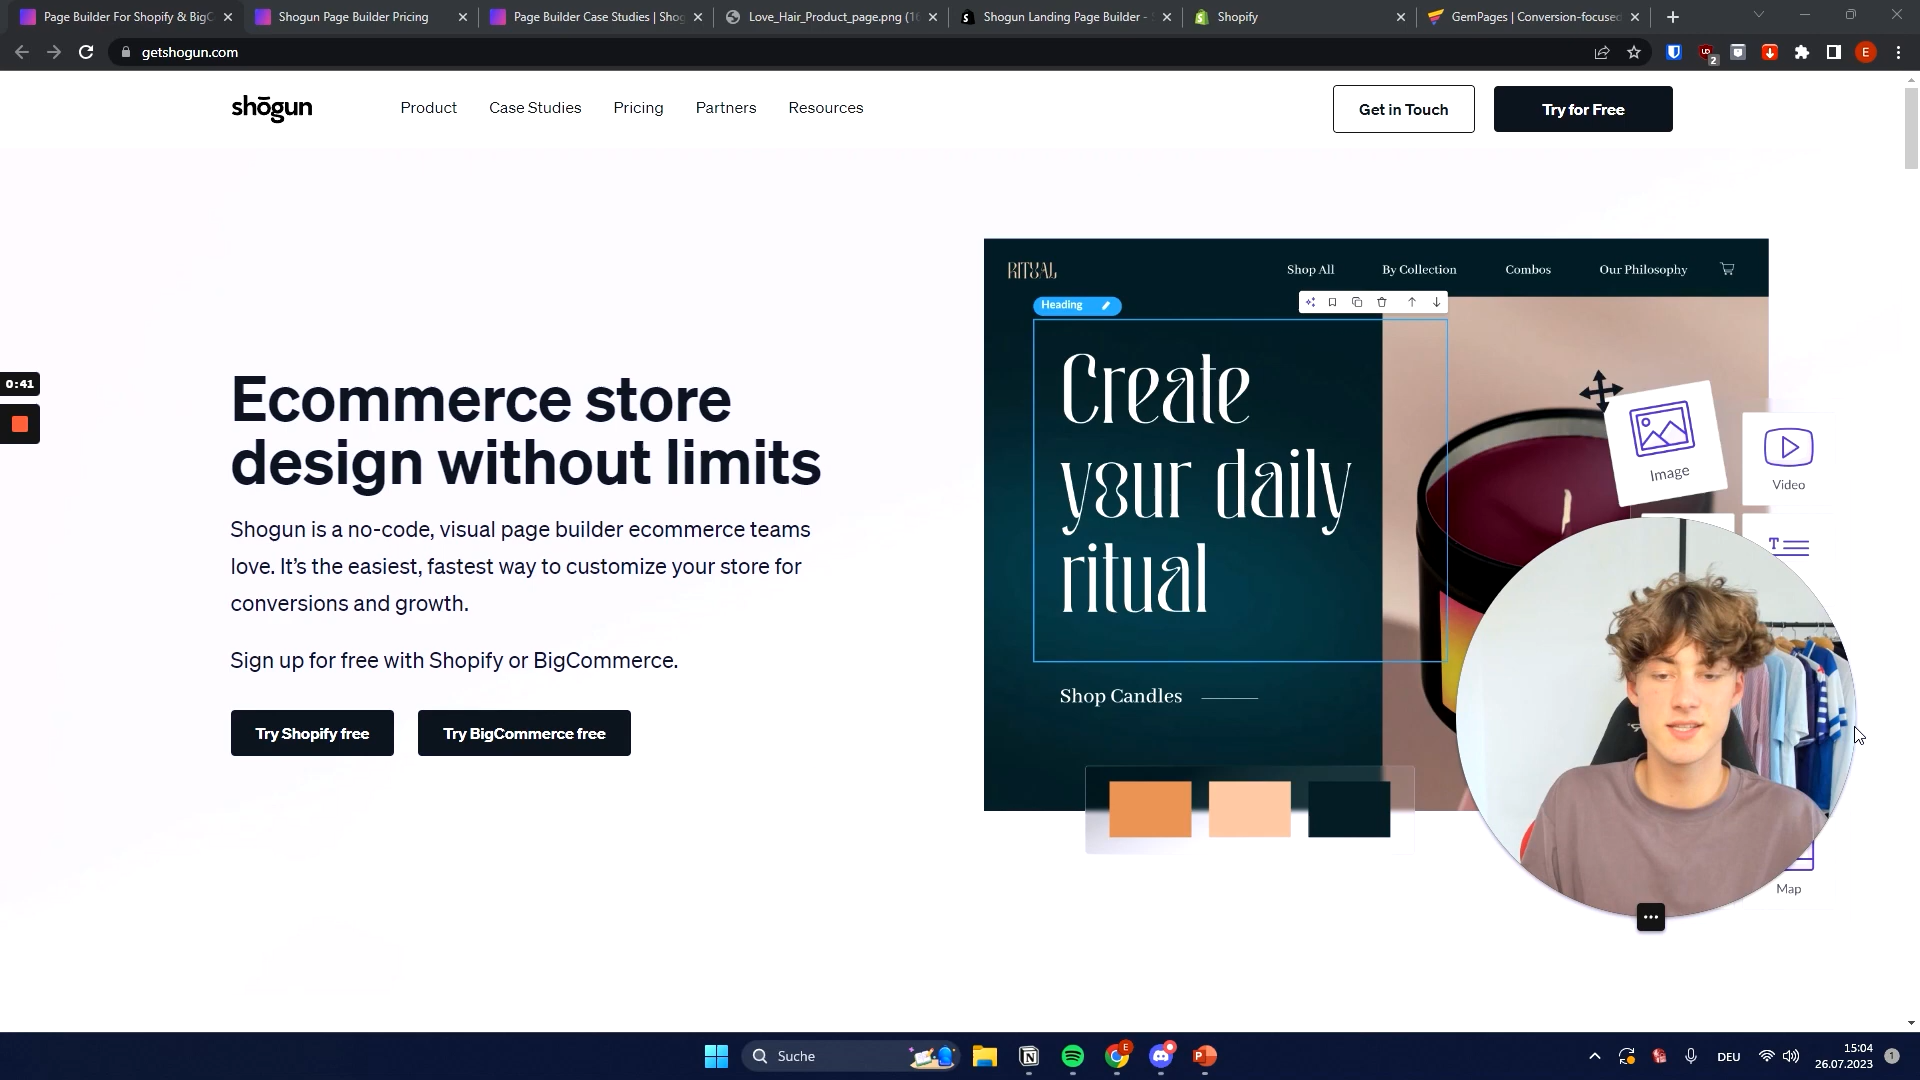 Page Builder For Shopify & BigC
Shogun Page Builder Pricing
Page Builder Case Studies | Shog
Love_Hair_Product_page.png (16
Shogun Landing Page Builder -
Shopify
GemPages | Conversion-focused
getshogun.com
2
E
shōgun
Product
Case Studies
Pricing
Partners
Resources
Get in Touch
Try for Free
RITUAL
Shop All
By Collection
Combos
Our Philosophy
Heading
Create
your daily
ritual
Image
Video
T
0:41
Ecommerce store
design without limits
Shogun is a no-code, visual page builder ecommerce teams
love. It’s the easiest, fastest way to customize your store for
conversions and growth.
Sign up for free with Shopify or BigCommerce.
Try Shopify free
Try BigCommerce free
Shop Candles
Map
Suche
E
DEU
15:04
26.07.2023
1